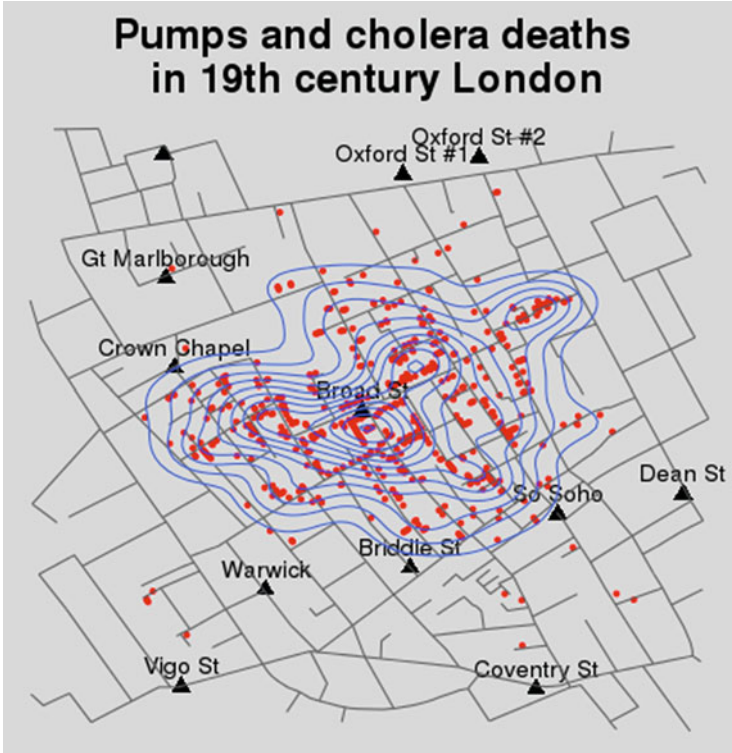 Pumps and cholera deaths
in 19th century London
Oxford St #2
Oxford St #1
Gt Marlborough
Crown Chapel
Broad St
Dean St
So Soho
Briddle St
Warwick
Vigo St
Coventry St